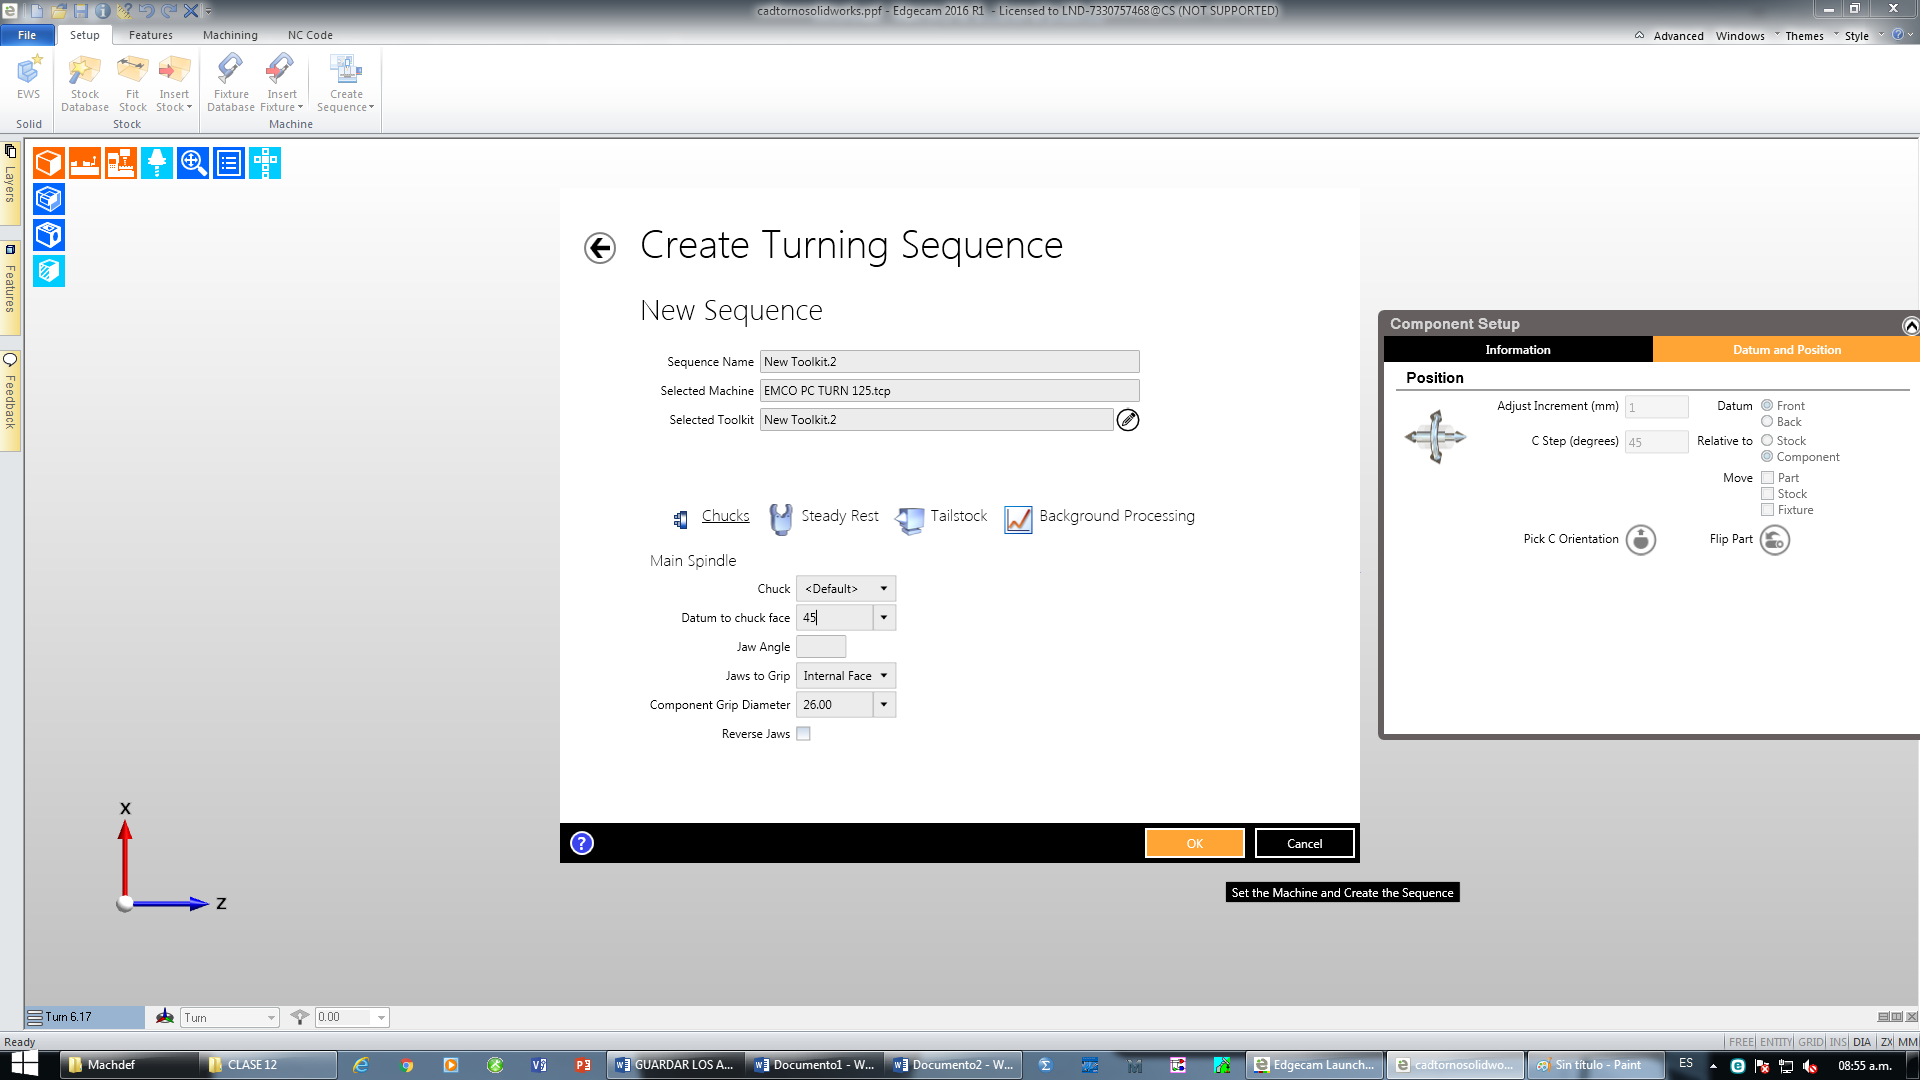 cadtornosolidworks.ppf - Edgecam 2016 R1 - Licensed to LND-7330757468@CS (NOT SUPPORTED)
File Setup Features Machining NC Code
Advanced Windows Themes Style
EWS
Stock Database
Fit Stock
Insert Stock
Fixture Database
Insert Fixture
Create Sequence
Solid Stock Machine
Layers
Features
Feedback
Create Turning Sequence
New Sequence
Sequence Name New Toolkit.2
Selected Machine EMCO PC TURN 125.tcp
Selected Toolkit New Toolkit.2
Chucks Steady Rest Tailstock Background Processing
Main Spindle
Chuck <Default>
Datum to chuck face 45
Jaw Angle
Jaws to Grip Internal Face
Component Grip Diameter 26.00
Reverse Jaws
? OK Cancel
Set the Machine and Create the Sequence
Component Setup
Information Datum and Position
Position
Adjust Increment (mm) 1 Datum Front
Back
C Step (degrees) 45 Relative to Stock
Component
Move Part
Stock
Fixture
Pick C Orientation Flip Part
X
Z
Turn 6.17 Turn 0.00
Ready
FREE ENTITY GRID INS DIA ZX MM
Machdef CLASE 12 GUARDAR LOS A... Documento1 - W... Documento2 - W... Edgecam Launch... cadtornosolidwo... Sin título - Paint ES 08:55 a.m.